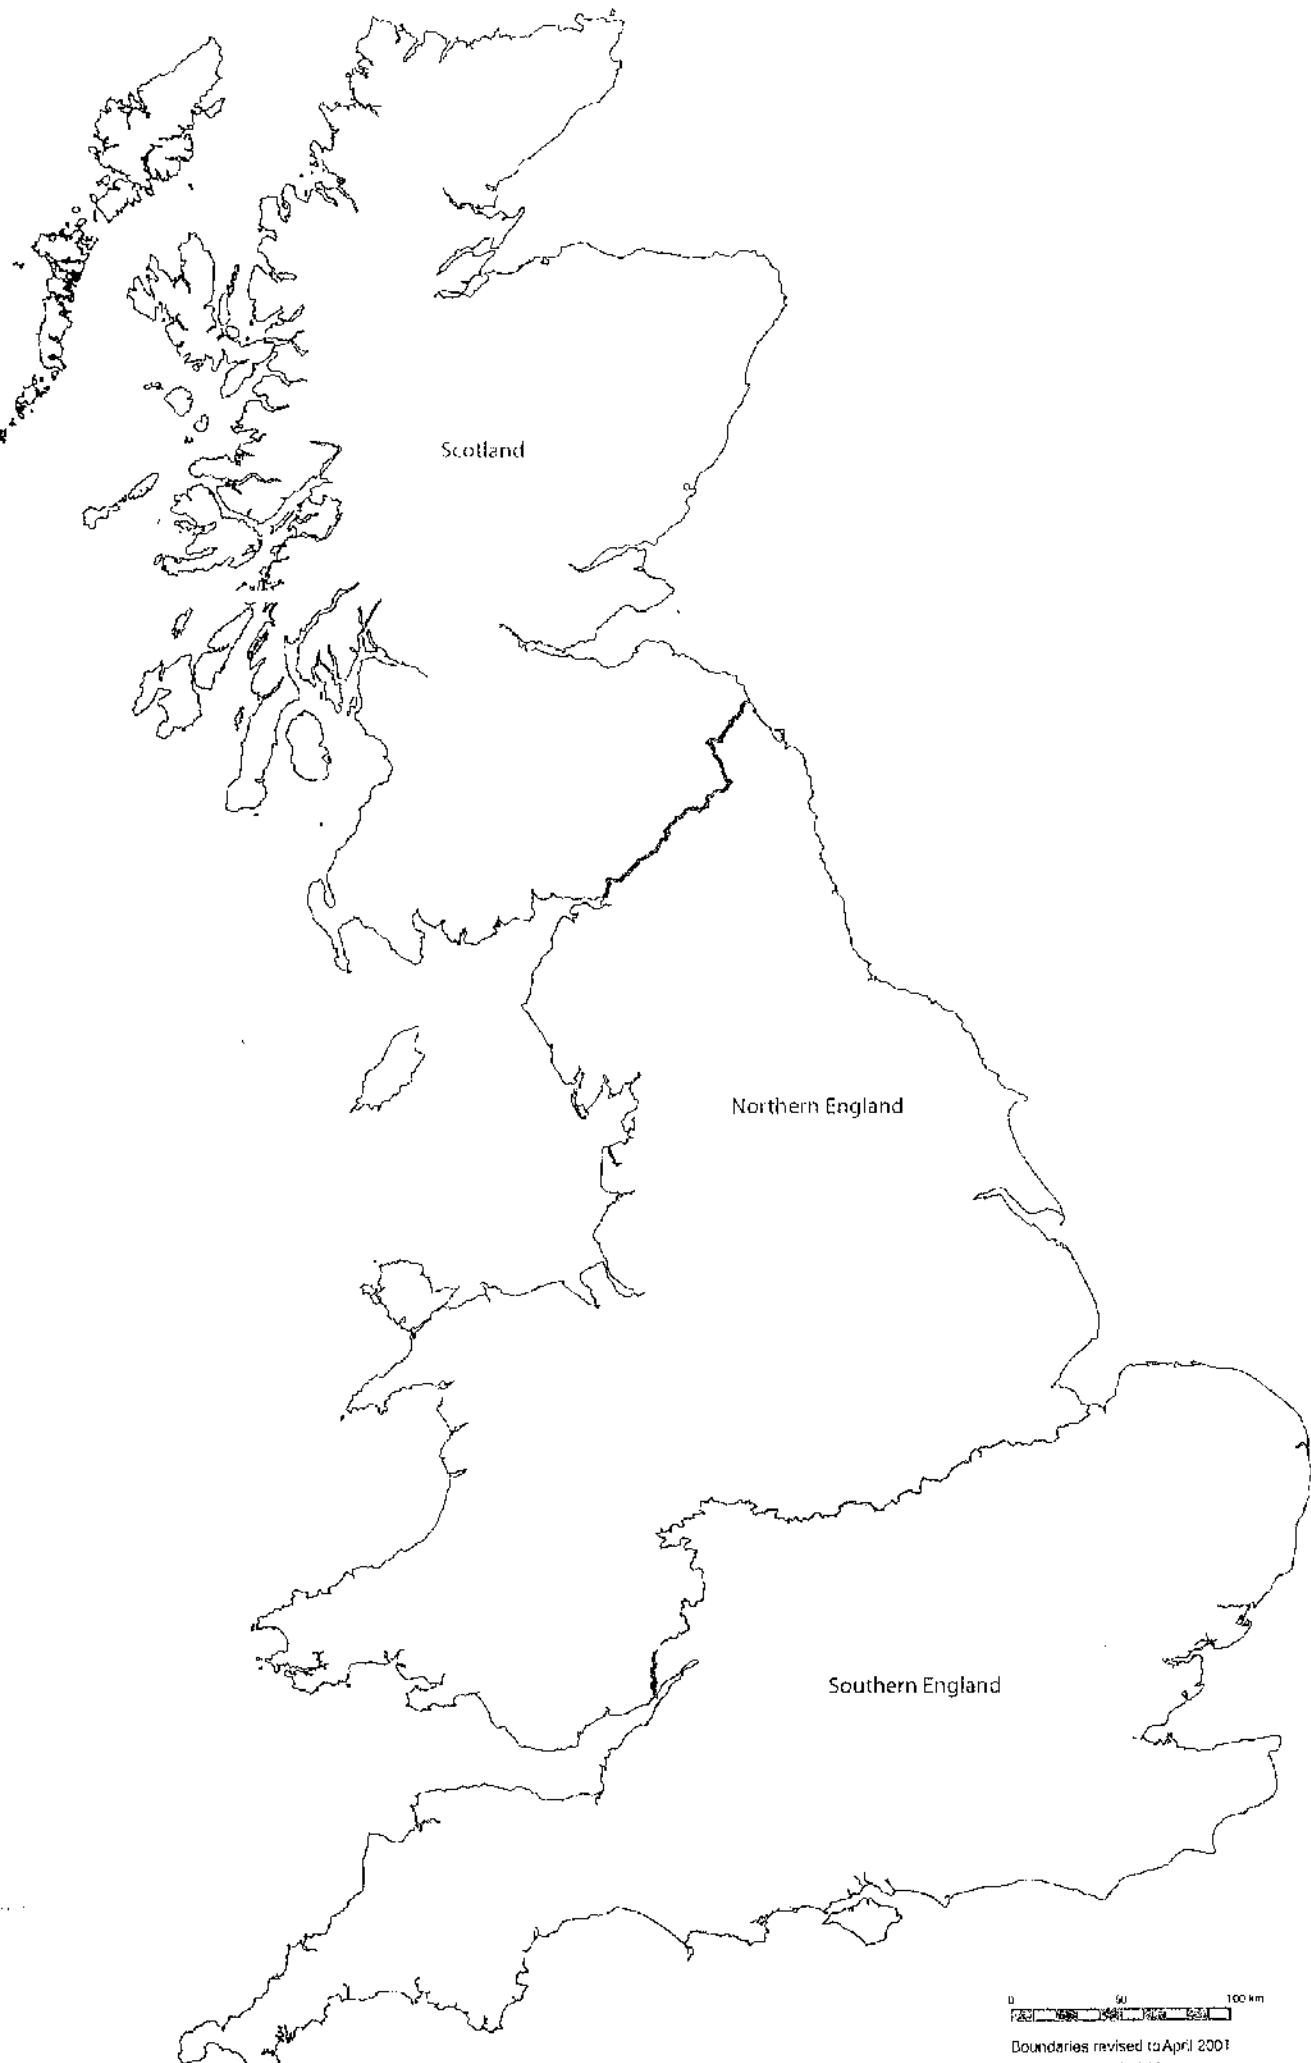 Scotland
Northern England
Southern England
0 50 100 km
Boundaries revised to April 2001